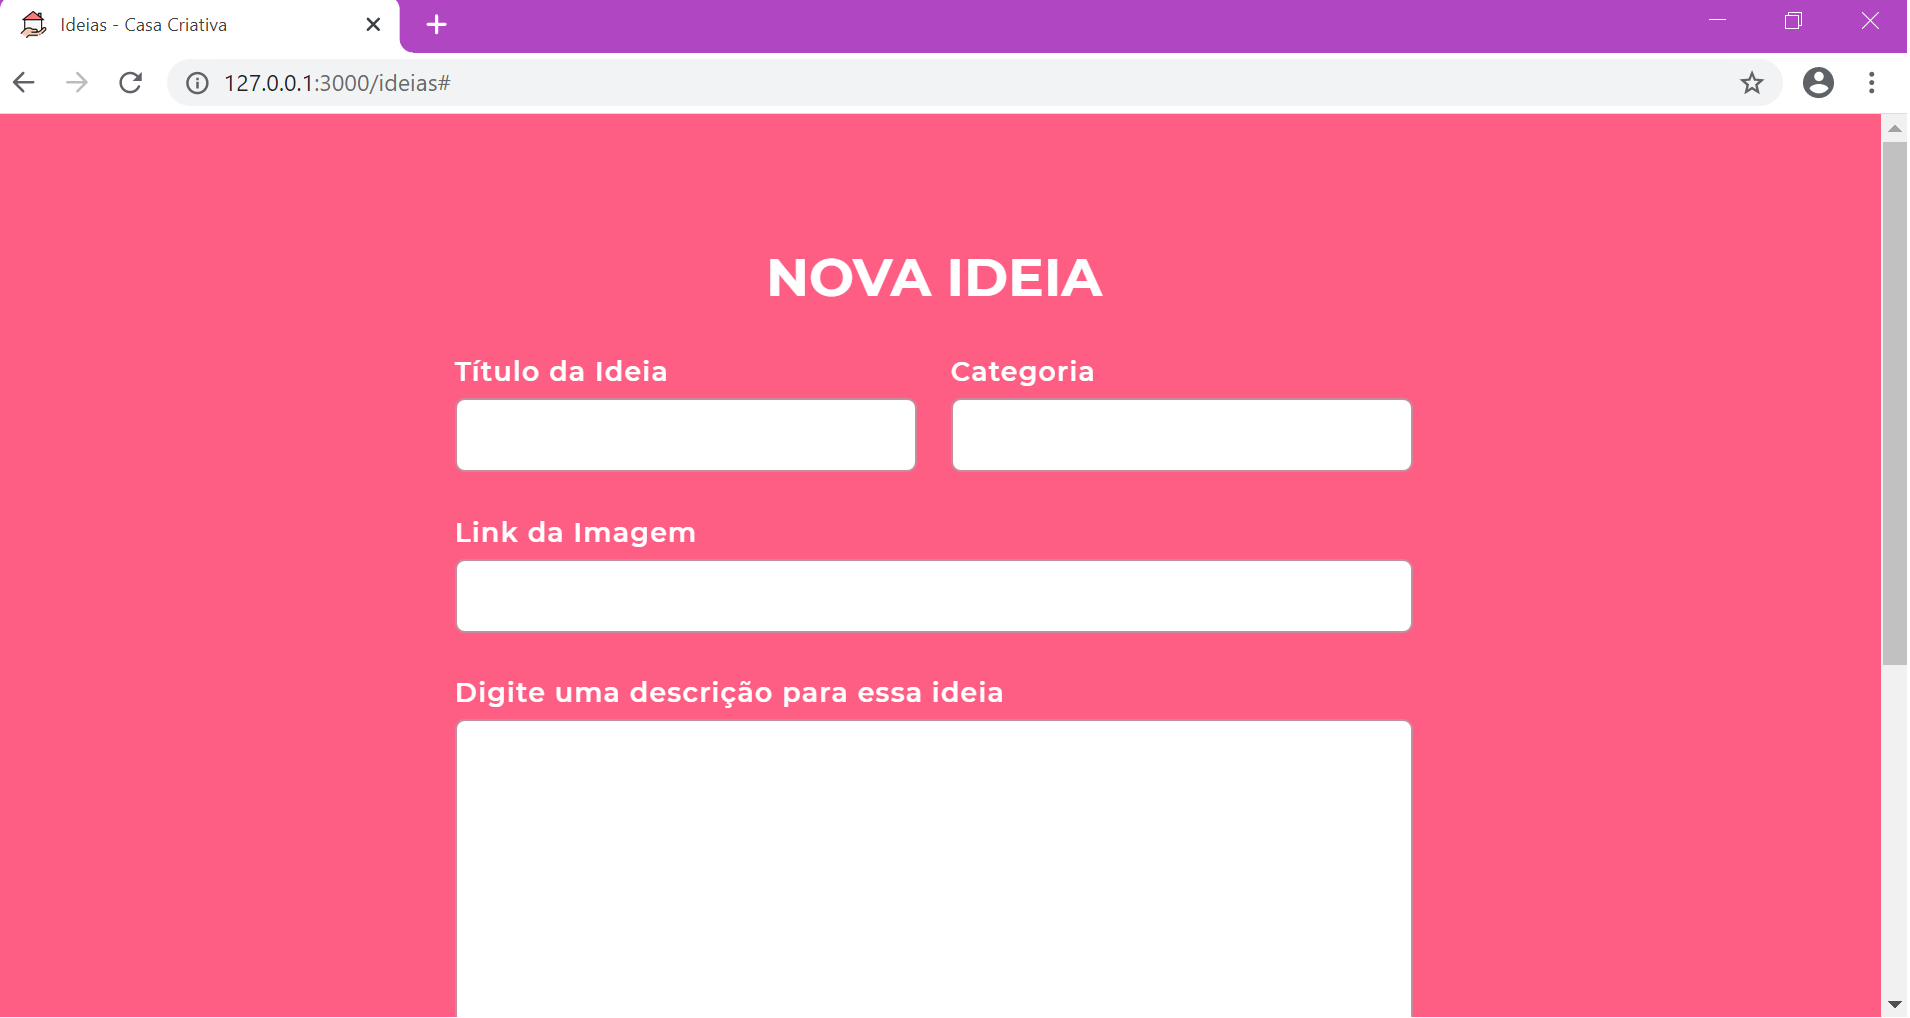 Ideias - Casa Criativa
127.0.0.1:3000/ideias#
NOVA IDEIA
Título da Ideia
Categoria
Link da Imagem
Digite uma descrição para essa ideia